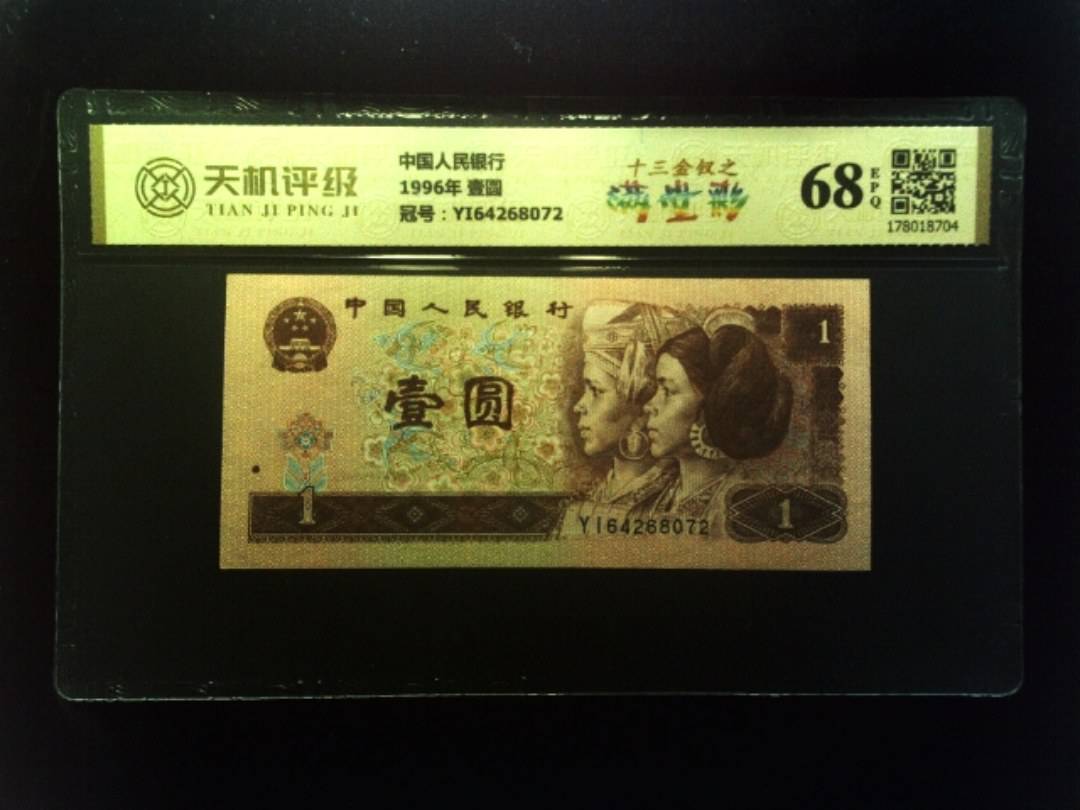 天机评级
TIAN JI PING JI
中国人民银行
1996年 壹圆
冠号：YI64268072
十三金钗之
满堂彩
68
EPQ
178018704
中国人民银行
壹圆
1
1
YI64268072
1